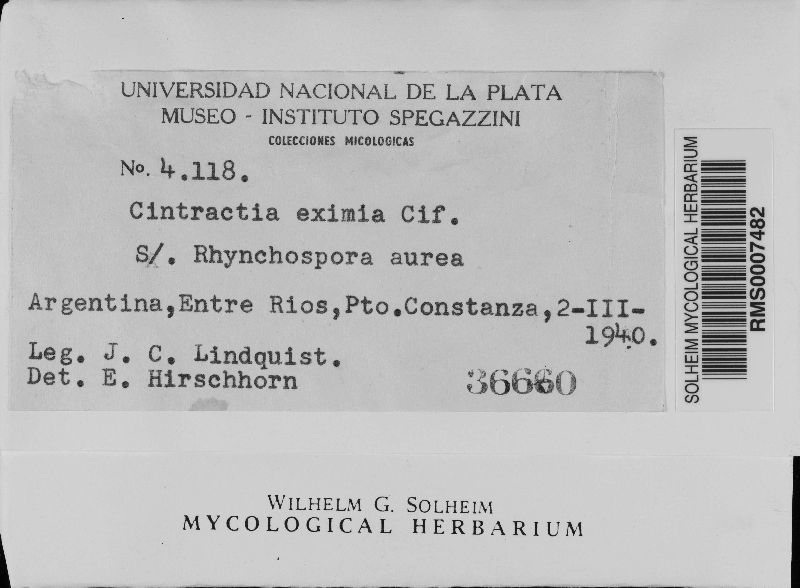 UNIVERSIDAD NACIONAL DE LA PLATA
MUSEO - INSTITUTO SPEGAZZINI
COLECCIONES MICOLOGICAS
No. 4.118.
Cintractia eximia Cif.
S/. Rhynchospora aurea
Argentina,Entre Rios,Pto.Constanza,2-III-
1940.
Leg. J. C. Lindquist.
Det. E. Hirschhorn
36660
SOLHEIM MYCOLOGICAL HERBARIUM
RMS0007482
WILHELM G. SOLHEIM
MYCOLOGICAL HERBARIUM